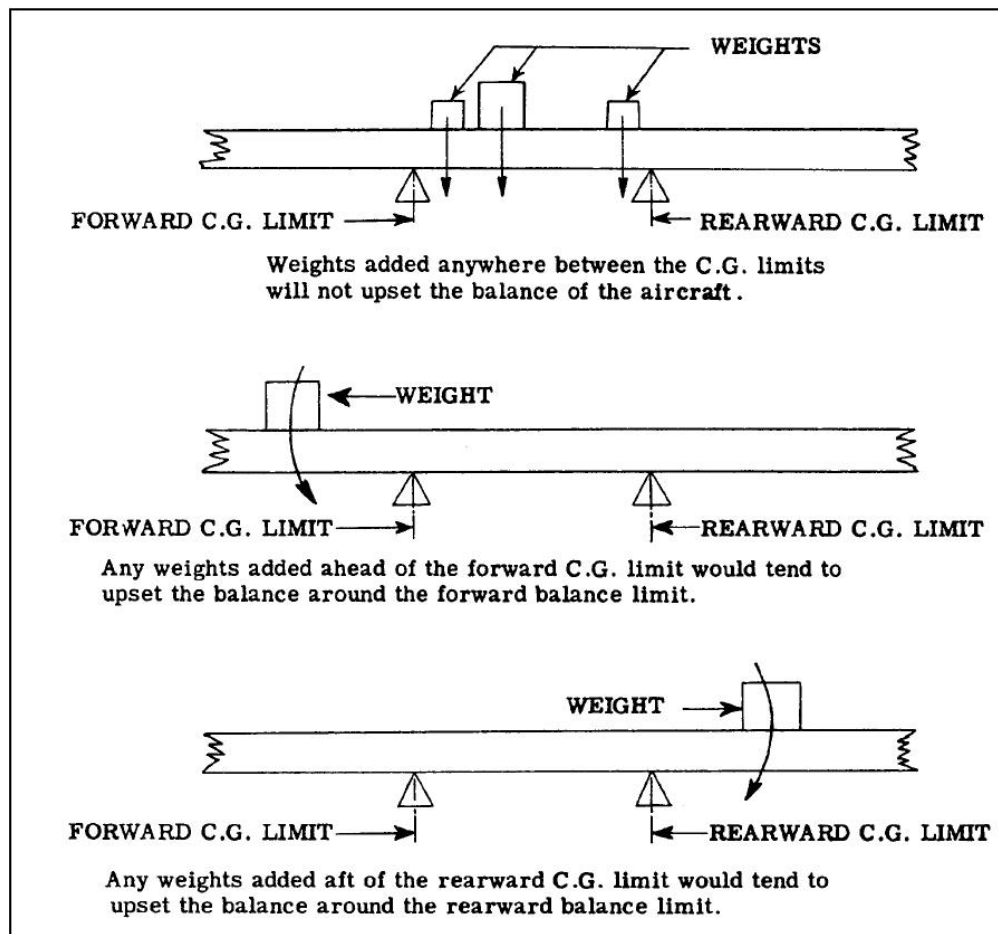 WEIGHTS
FORWARD C.G. LIMIT
REARWARD C.G. LIMIT
Weights added anywhere between the C.G. limits
will not upset the balance of the aircraft.
WEIGHT
FORWARD C.G. LIMIT
REARWARD C.G. LIMIT
Any weights added ahead of the forward C.G. limit would tend to
upset the balance around the forward balance limit.
WEIGHT
FORWARD C.G. LIMIT
REARWARD C.G. LIMIT
Any weights added aft of the rearward C.G. limit would tend to
upset the balance around the rearward balance limit.